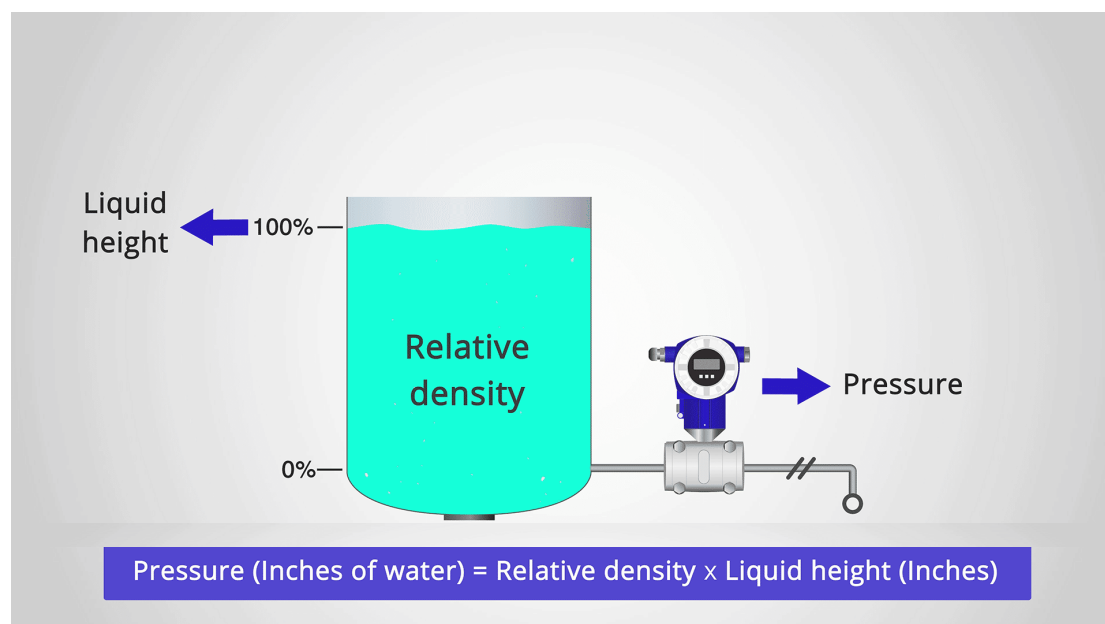 Liquid
height
100%
Relative
density
Pressure
0%
Pressure (Inches of water) = Relative density x Liquid height (Inches)